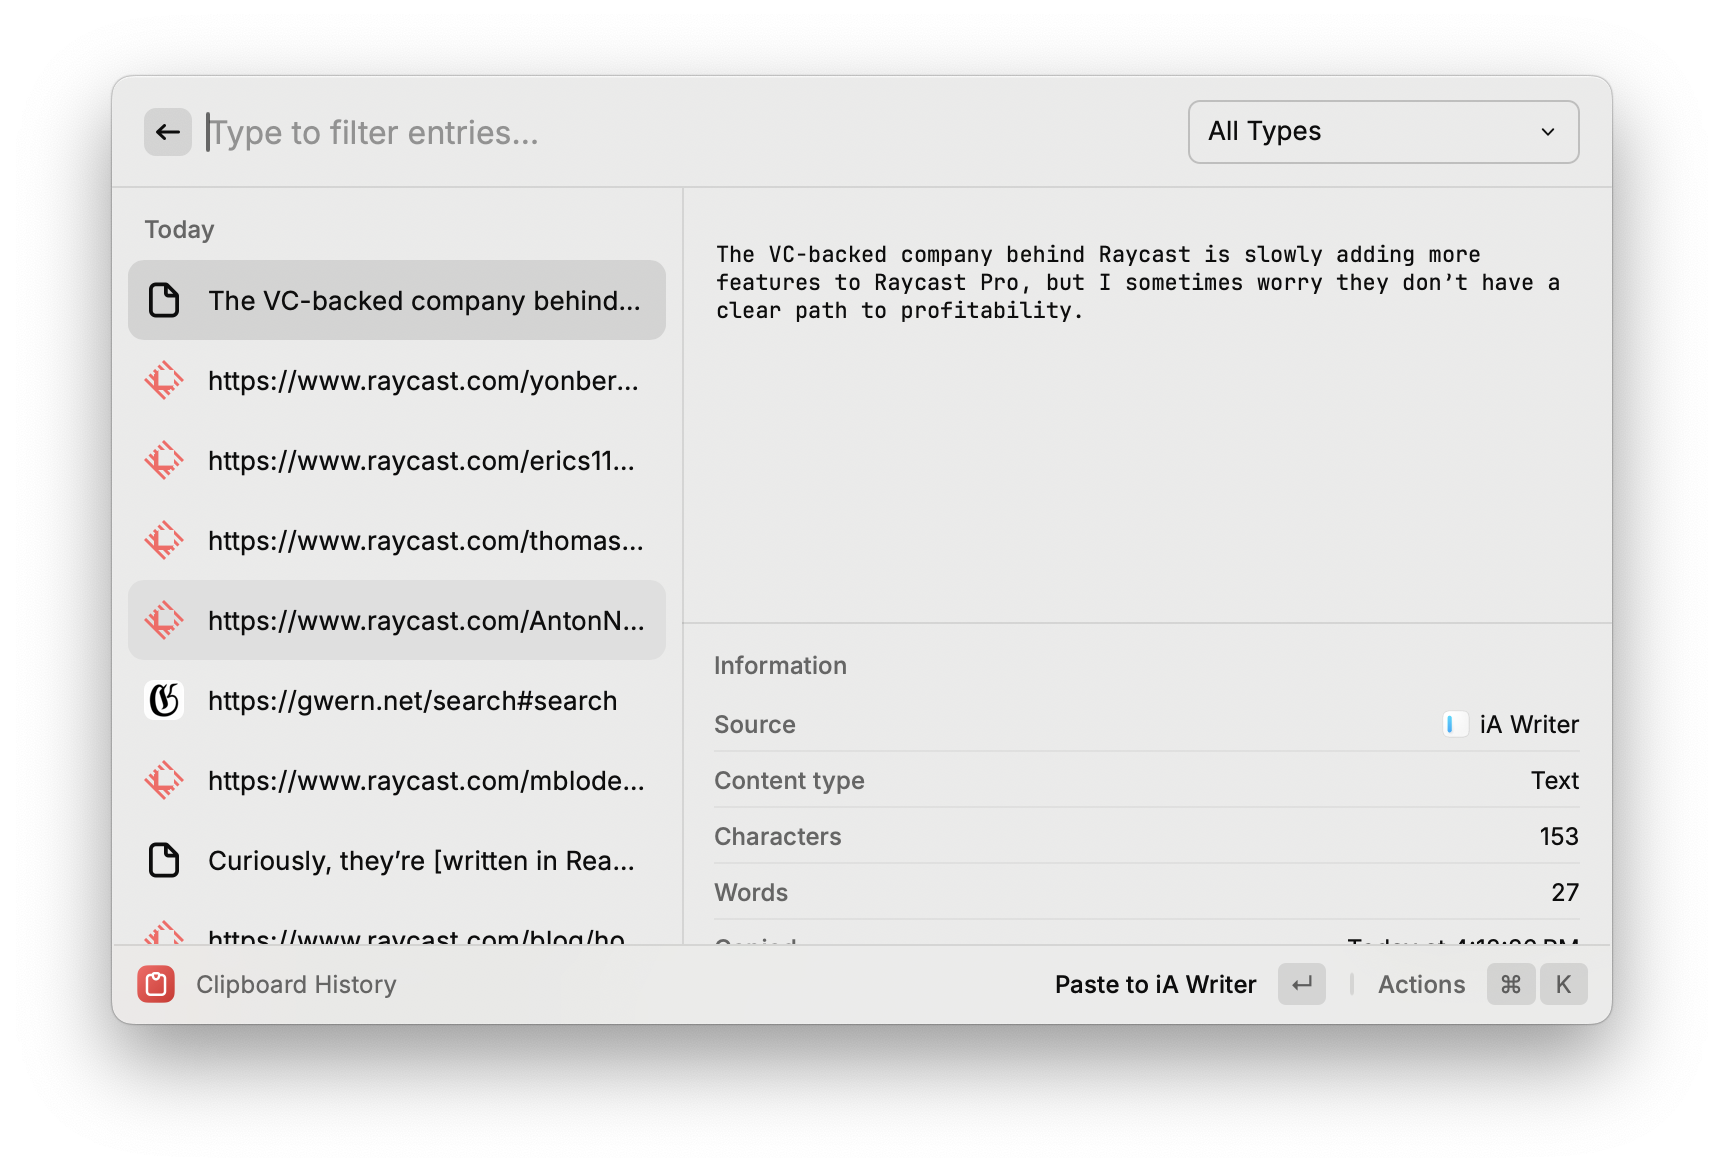 Type to filter entries...
All Types
Today
The VC-backed company behind...
https://www.raycast.com/yonber...
https://www.raycast.com/erics11...
https://www.raycast.com/thomas...
https://www.raycast.com/AntonN...
https://gwern.net/search#search
https://www.raycast.com/mblode...
Curiously, they’re [written in Rea...
https://www.raycast.com/blog/ho
The VC-backed company behind Raycast is slowly adding more
features to Raycast Pro, but I sometimes worry they don’t have a
clear path to profitability.
Information
Source iA Writer
Content type Text
Characters 153
Words 27
Copied Today at
Clipboard History
Paste to iA Writer ↵ Actions ⌘ K